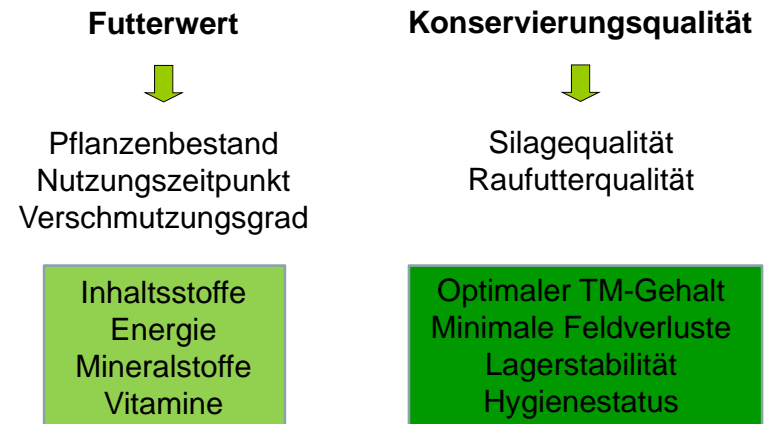 Futterwert
Pflanzenbestand
Nutzungszeitpunkt
Verschmutzungsgrad
Inhaltsstoffe
Energie
Mineralstoffe
Vitamine
Konservierungsqualität
Silagequalität
Raufutterqualität
Optimaler TM-Gehalt
Minimale Feldverluste
Lagerstabilität
Hygienestatus